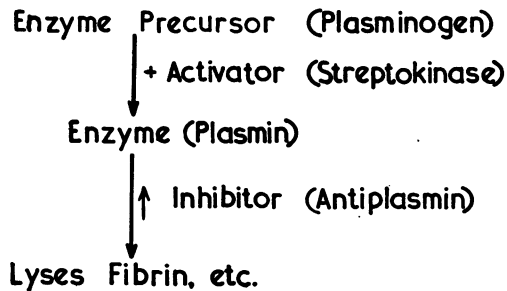 Enzyme Precursor (Plasminogen)
+ Activator (Streptokinase)
Enzyme (Plasmin)
Inhibitor (Antiplasmin)
Lyses Fibrin, etc.